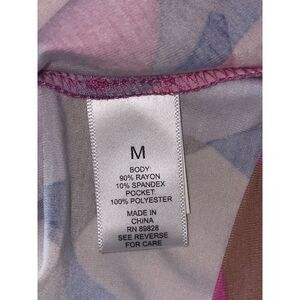 M
BODY:
90% RAYON
10% SPANDEX
POCKET
100% POLYESTER
MADE IN
CHINA
RN 89828
SEE REVERSE
FOR CARE